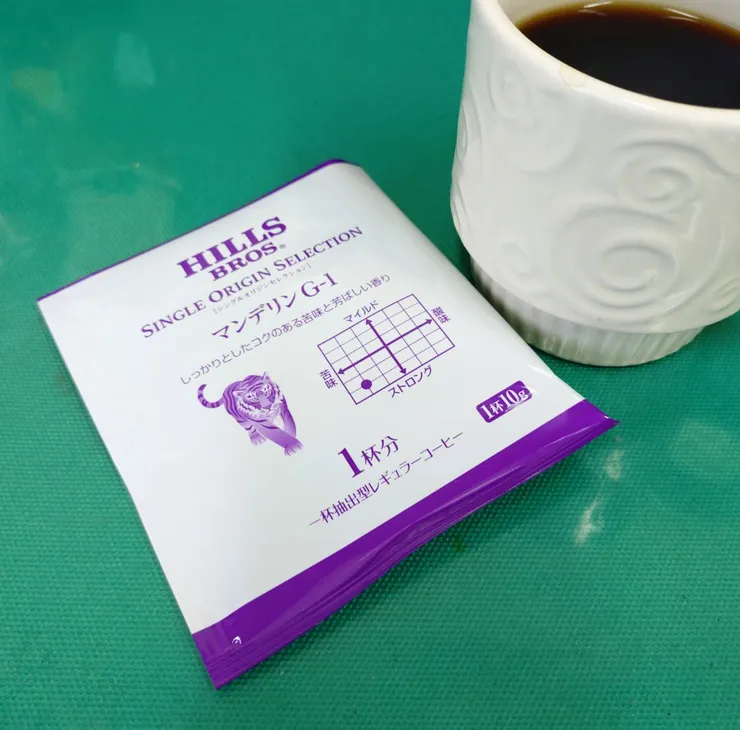 HILLS
BROS®
SINGLE ORIGIN SELECTION
[シングルオリジンセレクション]
マンデリン G-1
しっかりとしたコクのある苦味と芳ばしい香り
マイルド
酸味
苦味
ストロング
1杯10g
1杯分
一杯抽出型レギュラーコーヒー